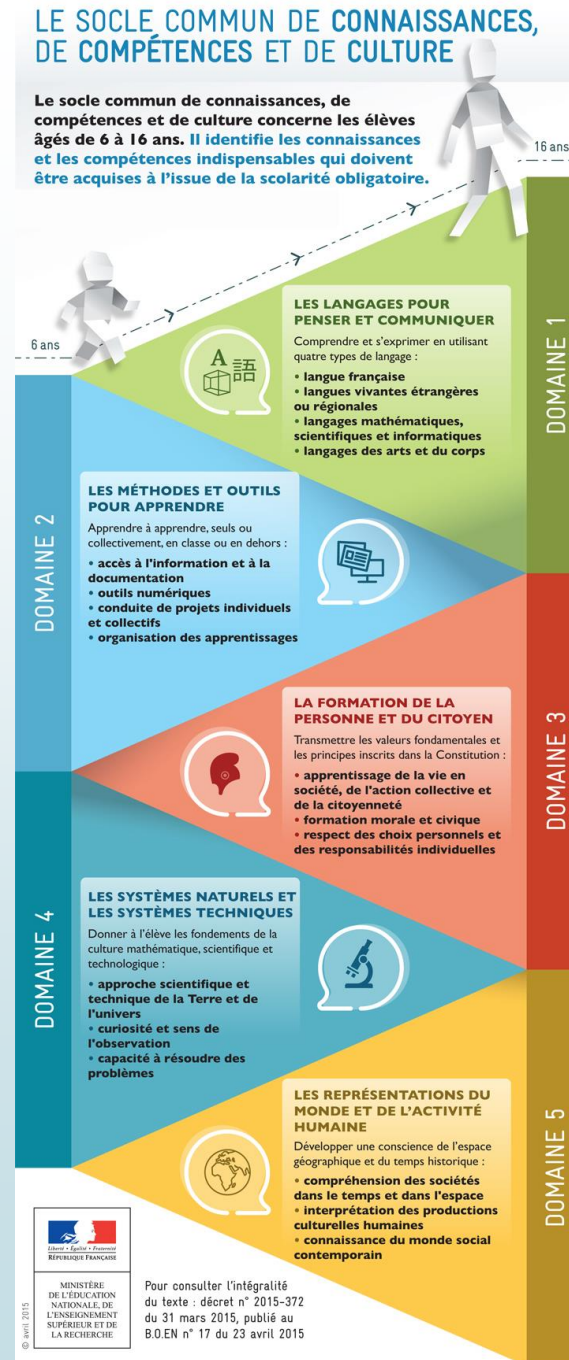 LE SOCLE COMMUN DE CONNAISSANCES,
DE COMPÉTENCES ET DE CULTURE
Le socle commun de connaissances, de
compétences et de culture concerne les élèves
âgés de 6 à 16 ans. Il identifie les connaissances
et les compétences indispensables qui doivent
être acquises à l'issue de la scolarité obligatoire.
16 ans
6 ans
DOMAINE 1
LES LANGAGES POUR
PENSER ET COMMUNIQUER
Comprendre et s'exprimer en utilisant
quatre types de langage :
• langue française
• langues vivantes étrangères
ou régionales
• langages mathématiques,
scientifiques et informatiques
• langages des arts et du corps
A 語
DOMAINE 2
LES MÉTHODES ET OUTILS
POUR APPRENDRE
Apprendre à apprendre, seuls ou
collectivement, en classe ou en dehors :
• accès à l'information et à la
documentation
• outils numériques
• conduite de projets individuels
et collectifs
• organisation des apprentissages
DOMAINE 3
LA FORMATION DE LA
PERSONNE ET DU CITOYEN
Transmettre les valeurs fondamentales et
les principes inscrits dans la Constitution :
• apprentissage de la vie en
société, de l'action collective et
de la citoyenneté
• formation morale et civique
• respect des choix personnels et
des responsabilités individuelles
DOMAINE 4
LES SYSTÈMES NATURELS ET
LES SYSTÈMES TECHNIQUES
Donner à l'élève les fondements de la
culture mathématique, scientifique et
technologique :
• approche scientifique et
technique de la Terre et de
l'univers
• curiosité et sens de
l'observation
• capacité à résoudre des
problèmes
DOMAINE 5
LES REPRÉSENTATIONS DU
MONDE ET DE L'ACTIVITÉ
HUMAINE
Développer une conscience de l'espace
géographique et du temps historique :
• compréhension des sociétés
dans le temps et dans l'espace
• interprétation des productions
culturelles humaines
• connaissance du monde social
contemporain
Liberté • Égalité • Fraternité
RÉPUBLIQUE FRANÇAISE
MINISTÈRE
DE L'ÉDUCATION
NATIONALE, DE
L'ENSEIGNEMENT
SUPÉRIEUR ET DE
LA RECHERCHE
© avril 2015
Pour consulter l'intégralité
du texte : décret n° 2015-372
du 31 mars 2015, publié au
B.O.EN n° 17 du 23 avril 2015